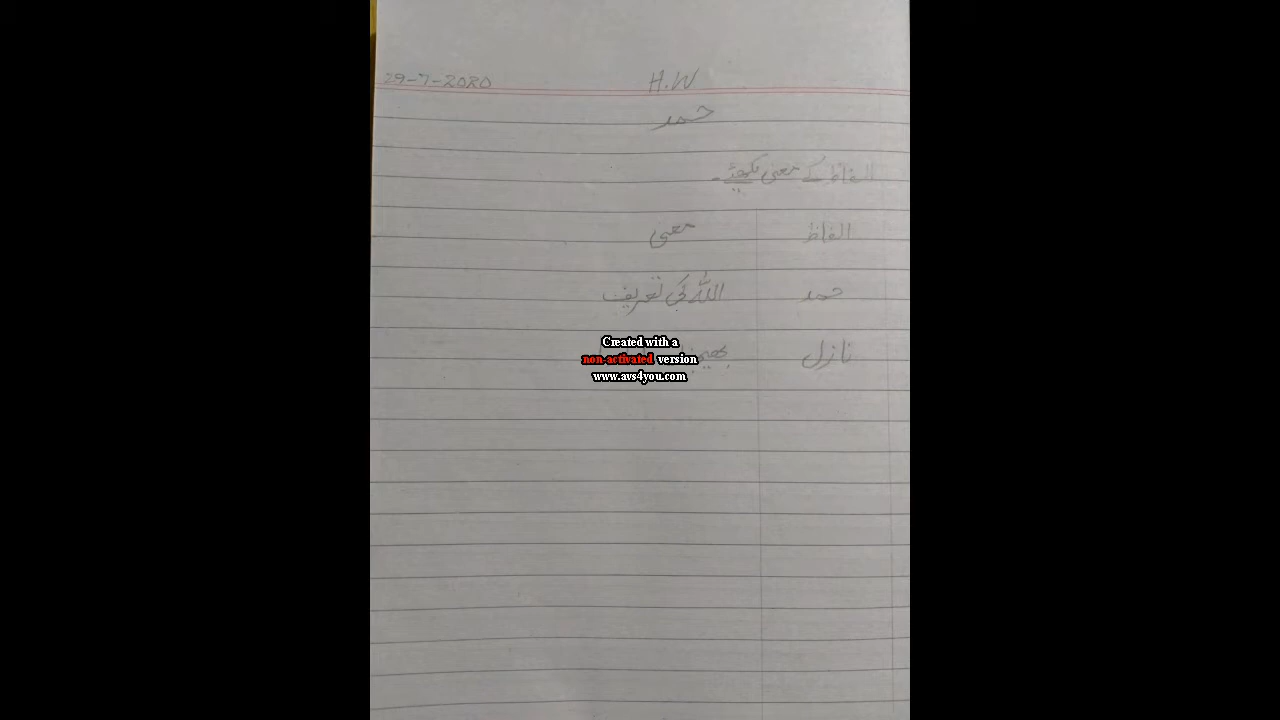 29-7-2020 H.W
حمد
الفاظ کے معنی لکھئے۔
الفاظ معنی
حمد اللہ کی تعریف
نازل
Created with a
non-activated version
www.avs4you.com